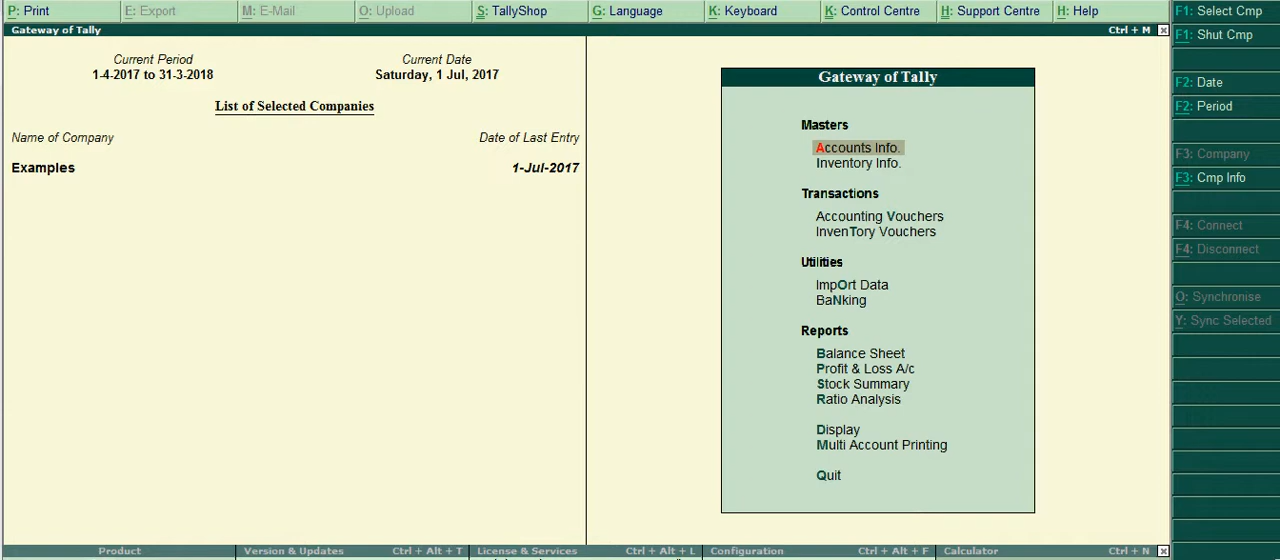 P: Print E: Export M: E-Mail O: Upload S: TallyShop G: Language K: Keyboard K: Control Centre H: Support Centre H: Help
Gateway of Tally Ctrl + M
Current Period Current Date
1-4-2017 to 31-3-2018 Saturday, 1 Jul, 2017
List of Selected Companies
Name of Company Date of Last Entry
Examples 1-Jul-2017
Gateway of Tally
Masters
Accounts Info.
Inventory Info.
Transactions
Accounting Vouchers
InvenTory Vouchers
Utilities
ImpOrt Data
BaNking
Reports
Balance Sheet
Profit & Loss A/c
Stock Summary
Ratio Analysis
Display
Multi Account Printing
Quit
F1: Select Cmp
F1: Shut Cmp
F2: Date
F2: Period
F3: Company
F3: Cmp Info
F4: Connect
F4: Disconnect
O: Synchronise
Y: Sync Selected
Product Version & Updates Ctrl + Alt + T License & Services Ctrl + Alt + L Configuration Ctrl + Alt + F Calculator Ctrl + N